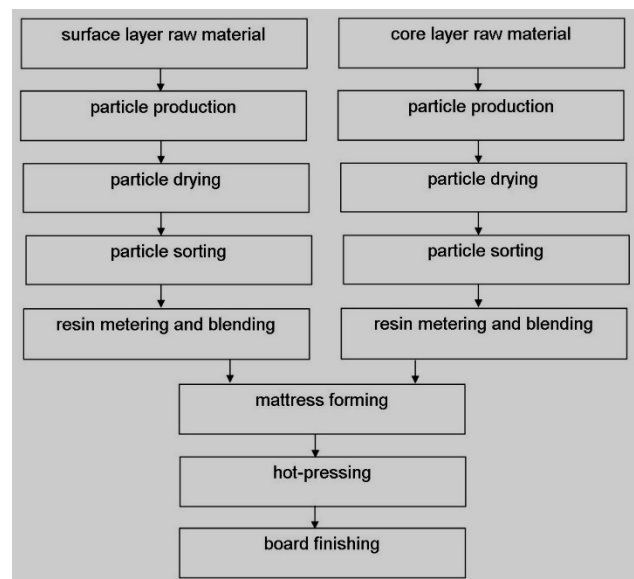 surface layer raw material
core layer raw material
particle production
particle production
particle drying
particle drying
particle sorting
particle sorting
resin metering and blending
resin metering and blending
mattress forming
hot-pressing
board finishing